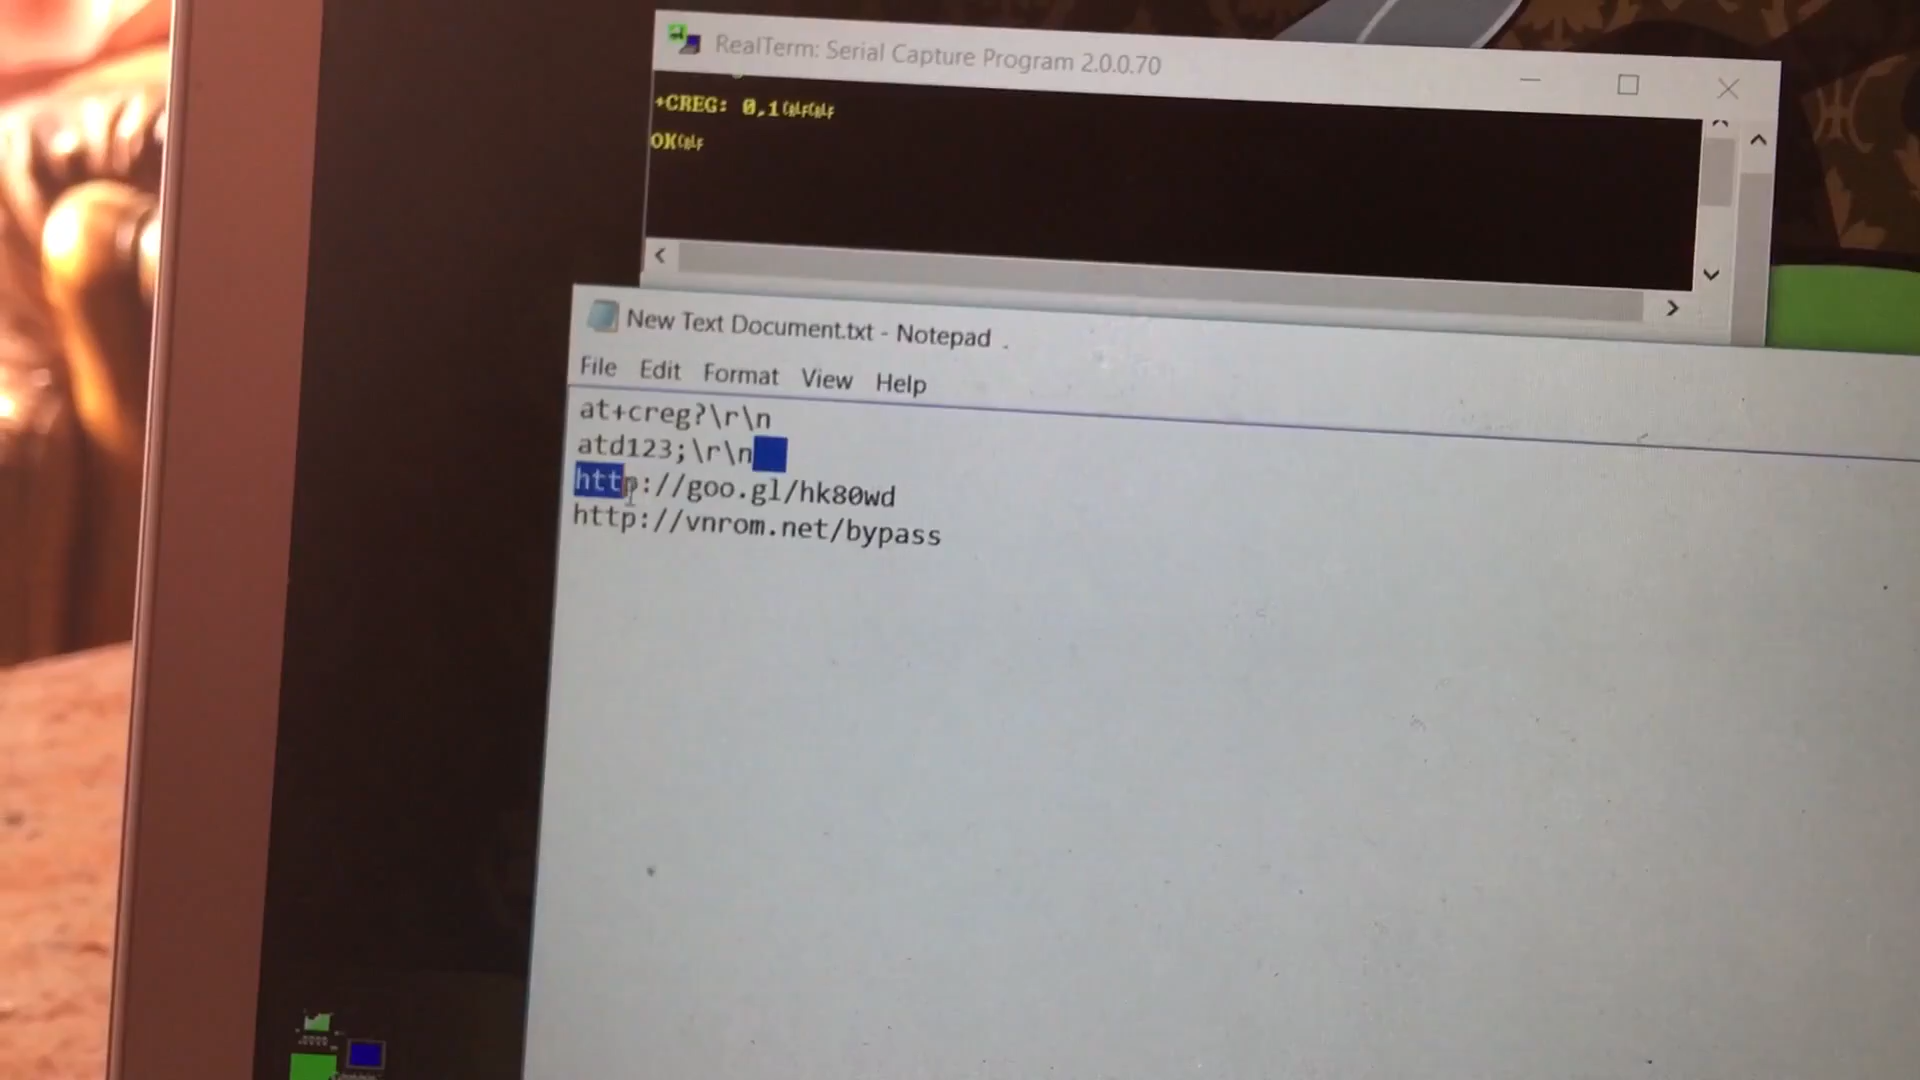 RealTerm: Serial Capture Program 2.0.0.70
+CREG: 0,1
OK
New Text Document.txt - Notepad
File Edit Format View Help
at+creg?\r\n
atd123;\r\n
http://goo.gl/hk80wd
http://vnrom.net/bypass